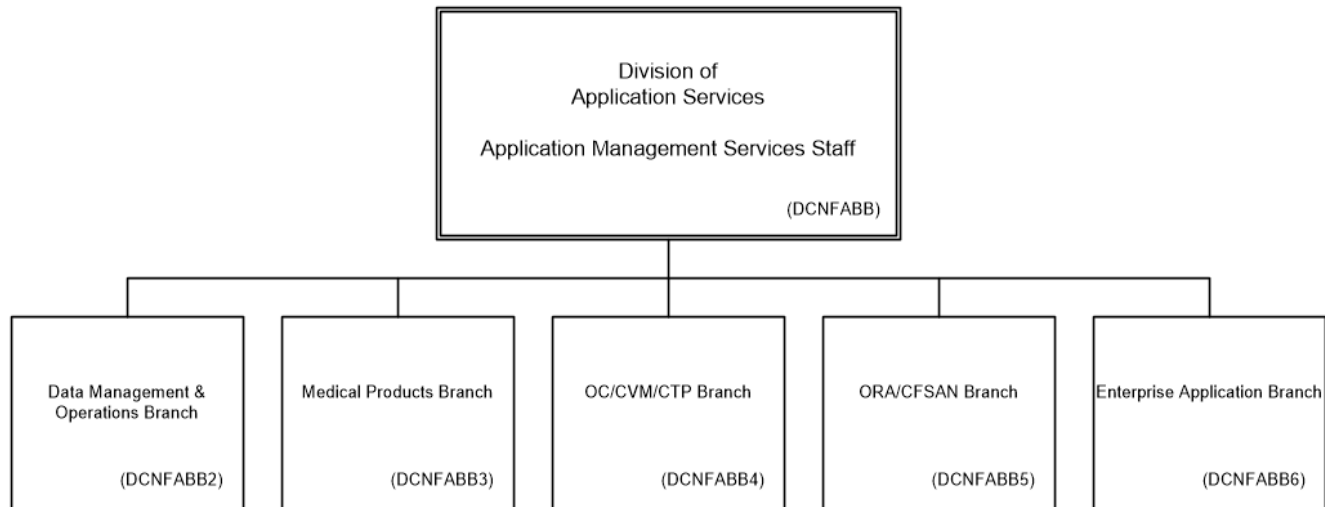 Division of
Application Services
Application Management Services Staff
(DCNFABB)
Data Management &
Operations Branch
(DCNFABB2)
Medical Products Branch
(DCNFABB3)
OC/CVM/CTP Branch
(DCNFABB4)
ORA/CFSAN Branch
(DCNFABB5)
Enterprise Application Branch
(DCNFABB6)